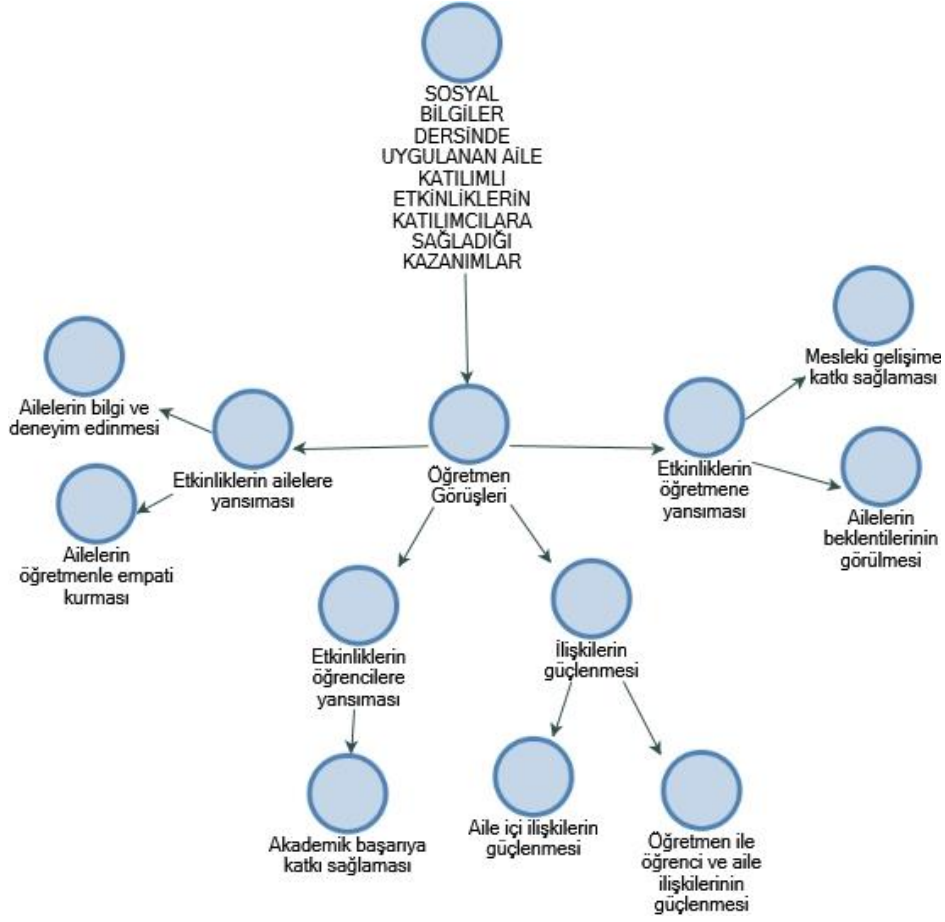 SOSYAL
BİLGİLER
DERSİNDE
UYGULANAN AİLE
KATILIMLI
ETKİNLİKLERİN
KATILIMCILARA
SAĞLADIĞI
KAZANIMLAR
Mesleki gelişime
katkı sağlaması
Ailelerin bilgi ve
deneyim edinmesi
Etkinliklerin ailelere
yansıması
Öğretmen
Görüşleri
Etkinliklerin
öğretmene
yansıması
Ailelerin
beklentilerinin
görülmesi
Ailelerin
öğretmenle empati
kurması
Etkinliklerin
öğrencilere
yansıması
İlişkilerin
güçlenmesi
Akademik başarıya
katkı sağlaması
Aile içi ilişkilerin
güçlenmesi
Öğretmen ile
öğrenci ve aile
ilişkilerinin
güçlenmesi